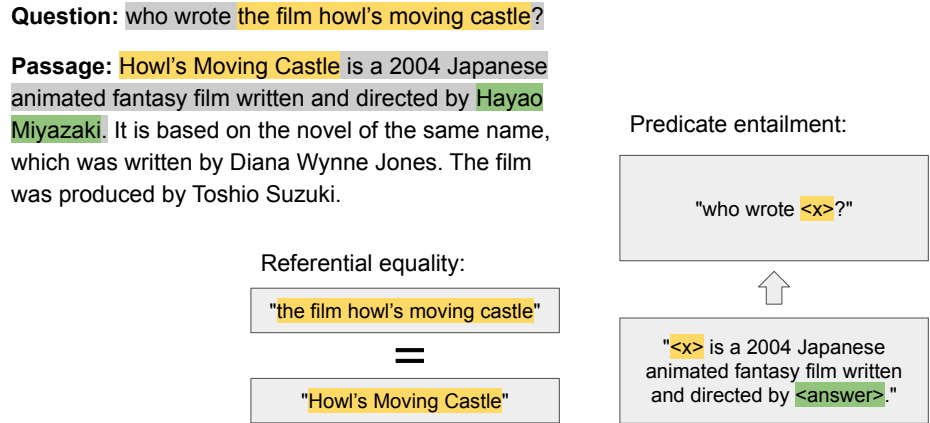 Question: who wrote the film howl's moving castle?
Passage: Howl's Moving Castle is a 2004 Japanese
animated fantasy film written and directed by Hayao
Miyazaki. It is based on the novel of the same name,
which was written by Diana Wynne Jones. The film
was produced by Toshio Suzuki.
Referential equality:
"the film howl's moving castle"
=
"Howl's Moving Castle"
Predicate entailment:
"who wrote <x>?"
"<x> is a 2004 Japanese
animated fantasy film written
and directed by <answer>."